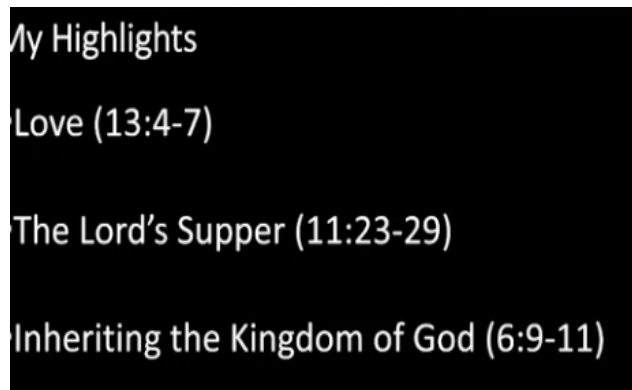 My Highlights
•Love (13:4-7)
•The Lord’s Supper (11:23-29)
•Inheriting the Kingdom of God (6:9-11)